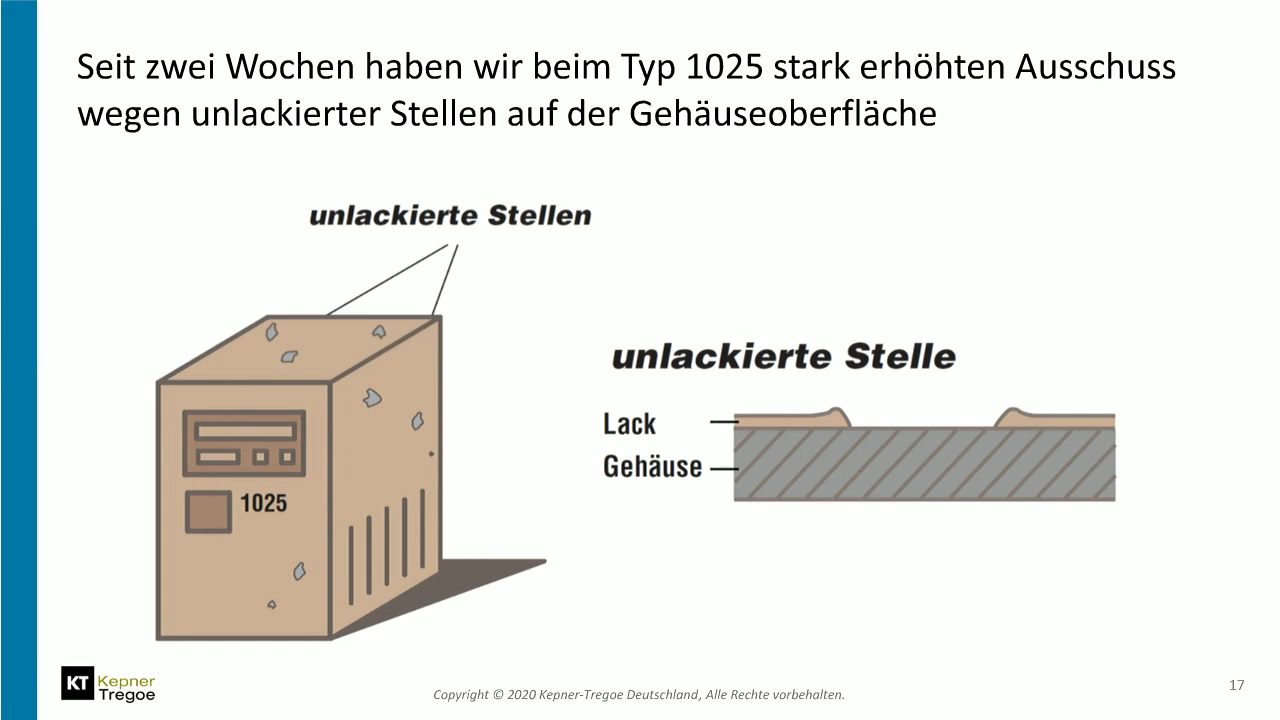 Seit zwei Wochen haben wir beim Typ 1025 stark erhöhten Ausschuss
wegen unlackierter Stellen auf der Gehäuseoberfläche
unlackierte Stellen
1025
unlackierte Stelle
Lack
Gehäuse
KT Kepner
Tregoe
Copyright © 2020 Kepner-Tregoe Deutschland, Alle Rechte vorbehalten.
17